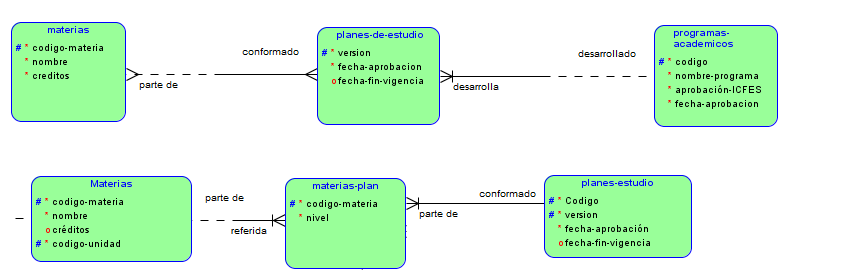 materias
# * codigo-materia
* nombre
* creditos
parte de
conformado
planes-de-estudio
# * version
* fecha-aprobacion
o fecha-fin-vigencia
desarrolla
desarrollado
programas-
academicos
# * codigo
* nombre-programa
* aprobación-ICFES
* fecha-aprobacion
Materias
# * codigo-materia
* nombre
o créditos
# * codigo-unidad
parte de
referida
materias-plan
# * codigo-materia
* nivel
conformado
parte de
planes-estudio
# * Codigo
# * version
* fecha-aprobación
o fecha-fin-vigencia